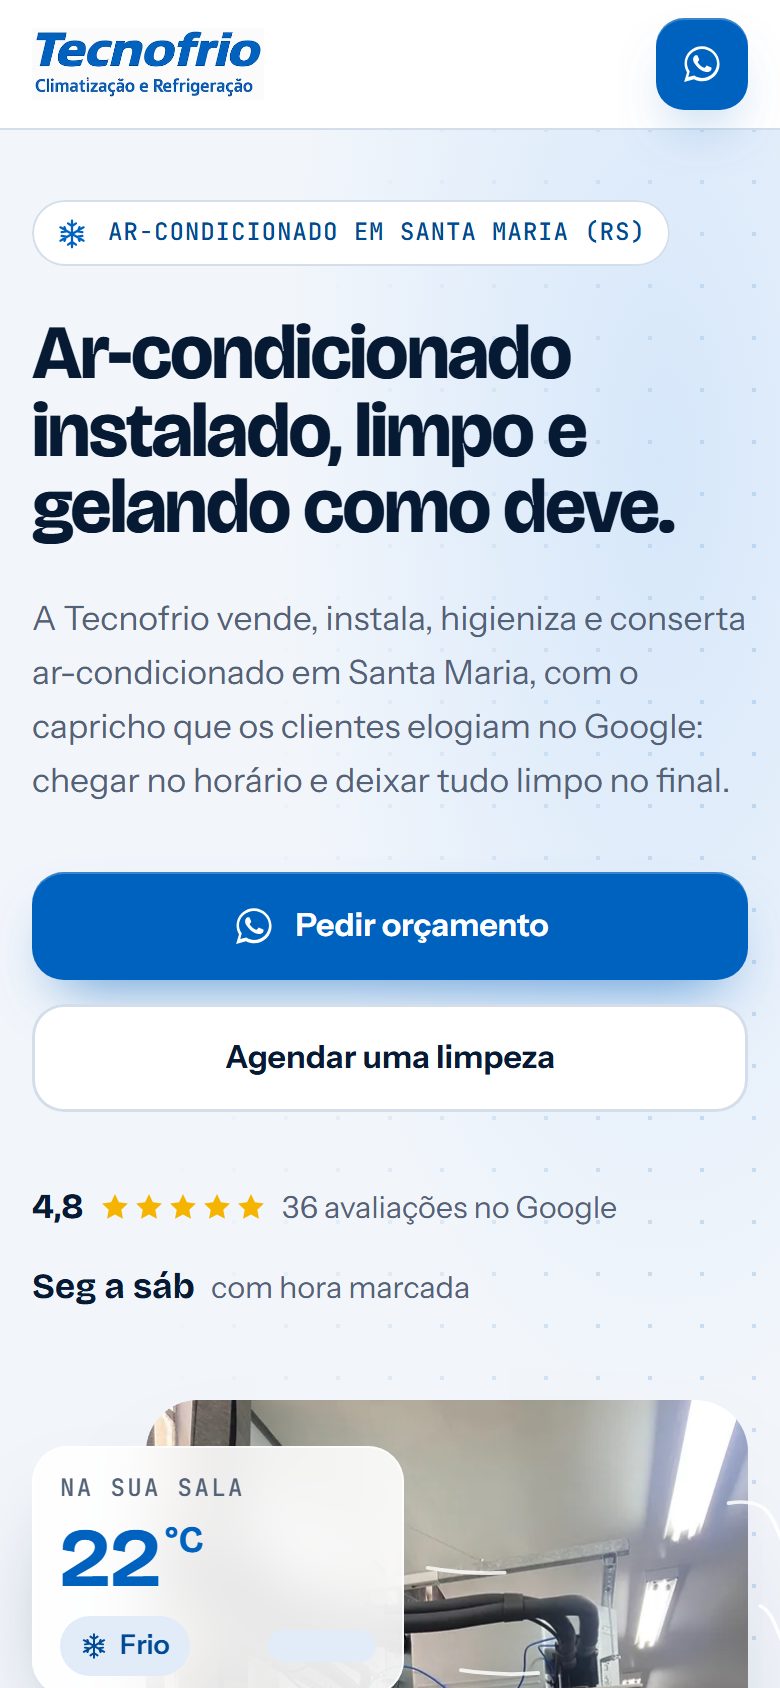 Tecnofrio
Climatização e Refrigeração
AR-CONDICIONADO EM SANTA MARIA (RS)
Ar-condicionado
instalado, limpo e
gelando como deve.
A Tecnofrio vende, instala, higieniza e conserta
ar-condicionado em Santa Maria, com o
capricho que os clientes elogiam no Google:
chegar no horário e deixar tudo limpo no final.
Pedir orçamento
Agendar uma limpeza
4,8 ★★★★★ 36 avaliações no Google
Seg a sáb com hora marcada
NA SUA SALA
22°C
Frio